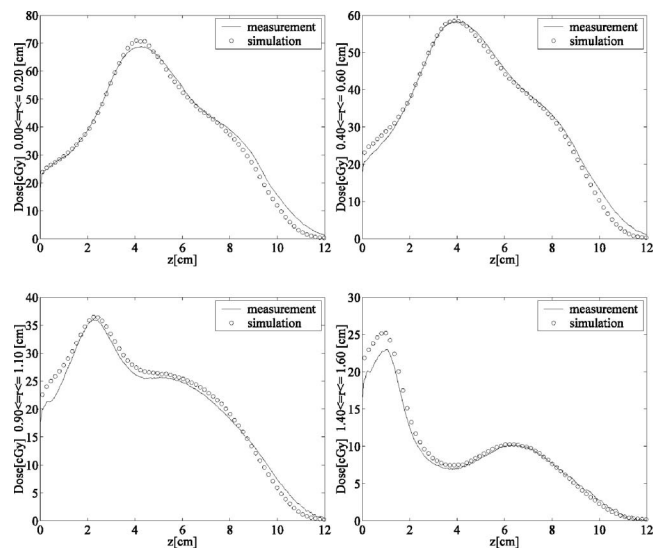 80
70
60
50
40
30
20
10
0
Dose[cGy] 0.00<=r<= 0.20 [cm]
measurement
simulation
0 2 4 6 8 10 12
z[cm]
60
50
40
30
20
10
0
Dose[cGy] 0.40<=r<= 0.60 [cm]
measurement
simulation
0 2 4 6 8 10 12
z[cm]
40
35
30
25
20
15
10
5
0
Dose[cGy] 0.90<=r<= 1.10 [cm]
measurement
simulation
0 2 4 6 8 10 12
z[cm]
30
25
20
15
10
5
0
Dose[cGy] 1.40<=r<= 1.60 [cm]
measurement
simulation
0 2 4 6 8 10 12
z[cm]